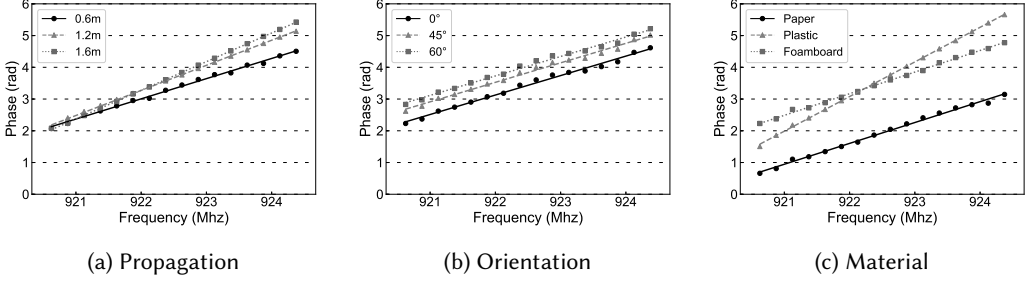 6
5
4
3
2
1
0
Phase (rad)
0.6m
1.2m
1.6m
921
922
923
924
Frequency (Mhz)
(a) Propagation
6
5
4
3
2
1
0
Phase (rad)
0°
45°
60°
921
922
923
924
Frequency (Mhz)
(b) Orientation
6
5
4
3
2
1
0
Phase (rad)
Paper
Plastic
Foamboard
921
922
923
924
Frequency (Mhz)
(c) Material